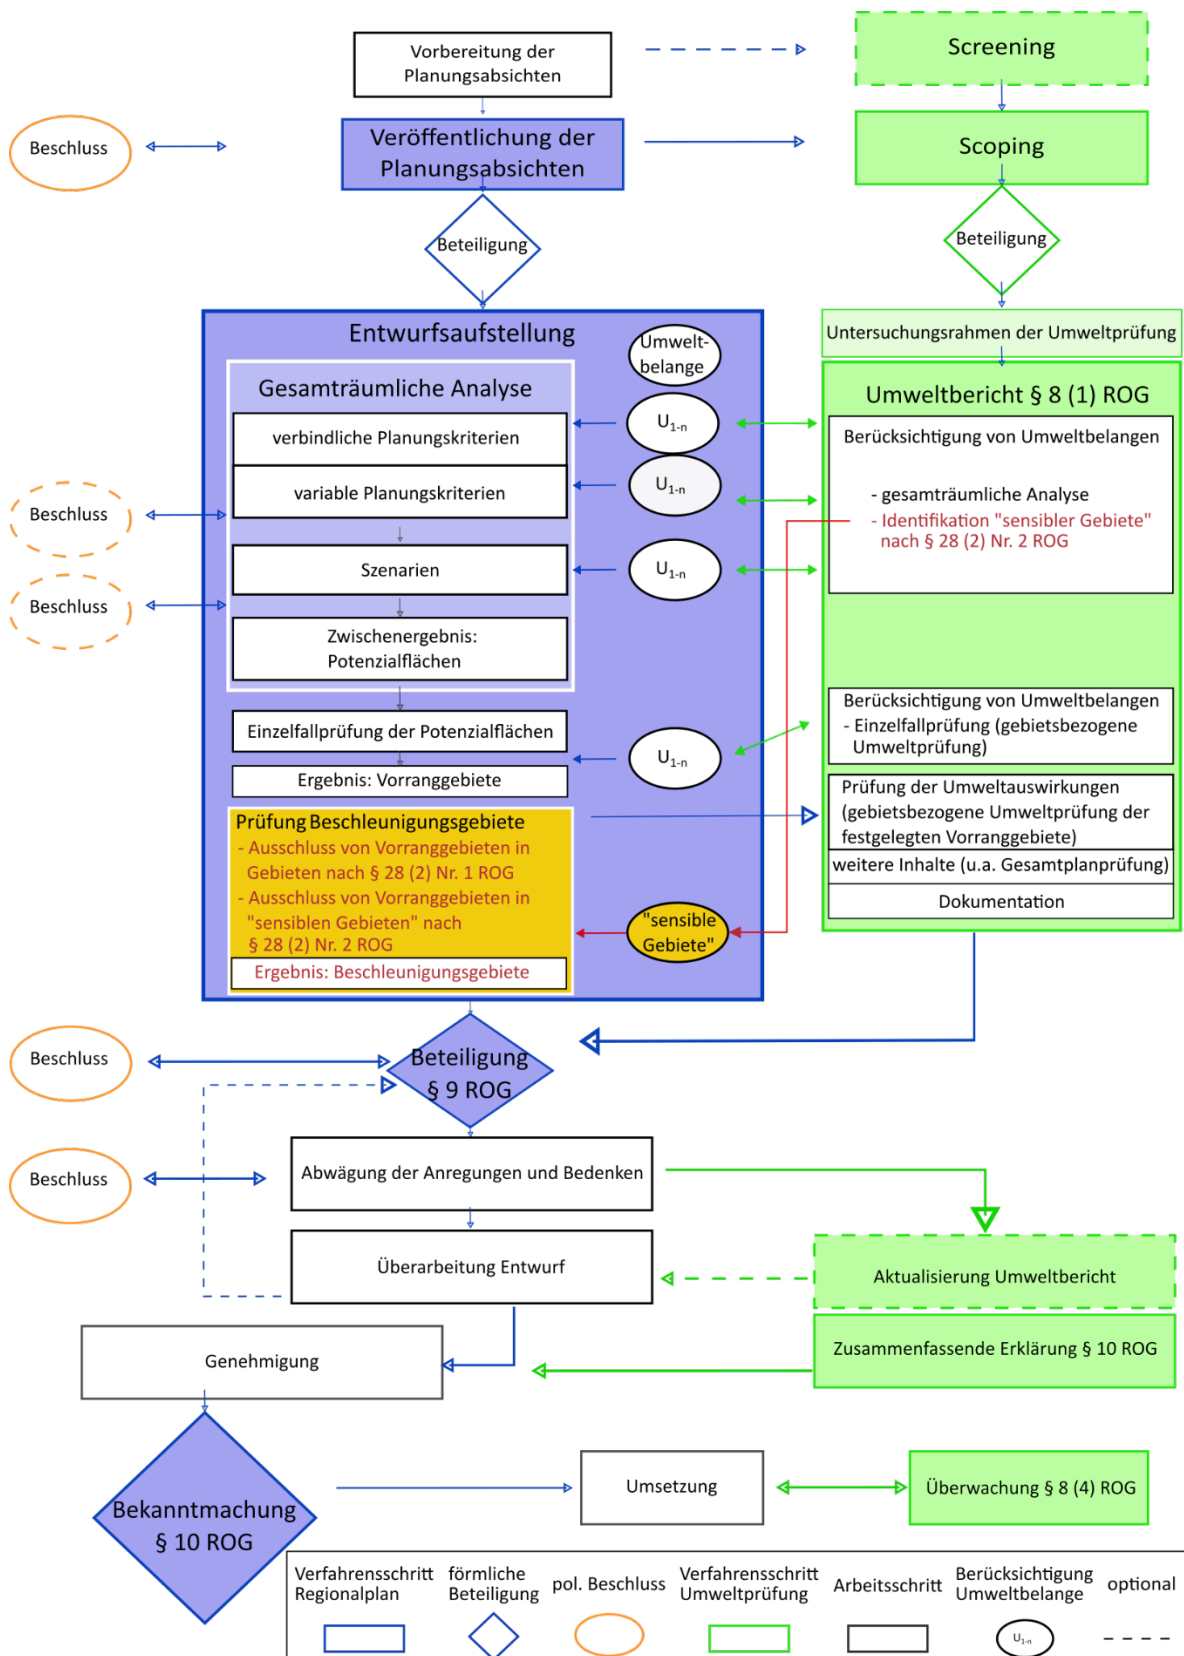 Vorbereitung der
Planungsabsichten
Screening
Beschluss
Veröffentlichung der
Planungsabsichten
Scoping
Beteiligung
Beteiligung
Entwurfsaufstellung
Umwelt-
belange
Untersuchungsrahmen der Umweltprüfung
Gesamträumliche Analyse
Umweltbericht § 8 (1) ROG
verbindliche Planungskriterien
U1-n
Berücksichtigung von Umweltbelangen
variable Planungskriterien
U1-n
- gesamträumliche Analyse
- Identifikation "sensibler Gebiete"
nach § 28 (2) Nr. 2 ROG
Beschluss
Szenarien
U1-n
Beschluss
Zwischenergebnis:
Potenzialflächen
Einzelfallprüfung der Potenzialflächen
U1-n
Berücksichtigung von Umweltbelangen
- Einzelfallprüfung (gebietsbezogene
Umweltprüfung)
Ergebnis: Vorranggebiete
Prüfung Beschleunigungsgebiete
- Ausschluss von Vorranggebieten in
Gebieten nach § 28 (2) Nr. 1 ROG
- Ausschluss von Vorranggebieten in
"sensiblen Gebieten" nach
§ 28 (2) Nr. 2 ROG
Ergebnis: Beschleunigungsgebiete
"sensible
Gebiete"
Prüfung der Umweltauswirkungen
(gebietsbezogene Umweltprüfung der
festgelegten Vorranggebiete)
weitere Inhalte (u.a. Gesamtplanprüfung)
Dokumentation
Beschluss
Beteiligung
§ 9 ROG
Beschluss
Abwägung der Anregungen und Bedenken
Überarbeitung Entwurf
Aktualisierung Umweltbericht
Genehmigung
Zusammenfassende Erklärung § 10 ROG
Bekanntmachung
§ 10 ROG
Umsetzung
Überwachung § 8 (4) ROG
Verfahrensschritt
Regionalplan
förmliche
Beteiligung
pol. Beschluss
Verfahrensschritt
Umweltprüfung
Arbeitsschritt
Berücksichtigung
Umweltbelange
optional
U1-n